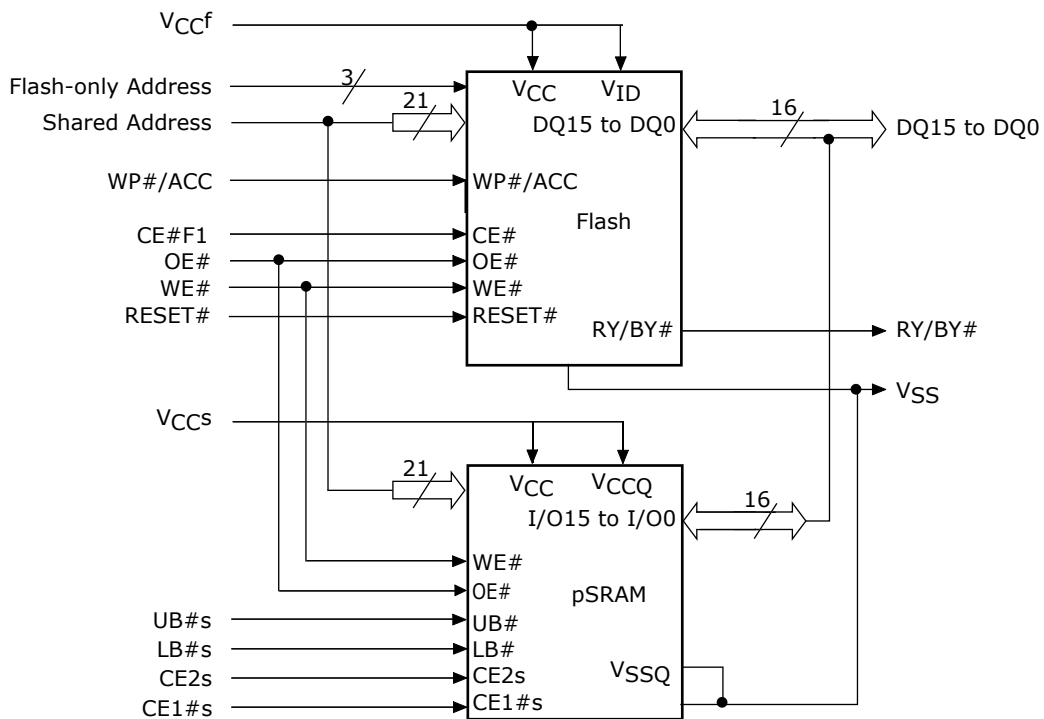 VCCf
Flash-only Address
3
VCC VID
Shared Address
21
DQ15 to DQ0
16
DQ15 to DQ0
WP#/ACC
WP#/ACC
Flash
CE#F1
CE#
OE#
OE#
WE#
WE#
RESET#
RESET#
RY/BY#
RY/BY#
VSS
VCCs
21
VCC VCCQ
I/O15 to I/O0
16
WE#
OE#
pSRAM
UB#s
UB#
LB#s
LB#
VSSQ
CE2s
CE2s
CE1#s
CE1#s